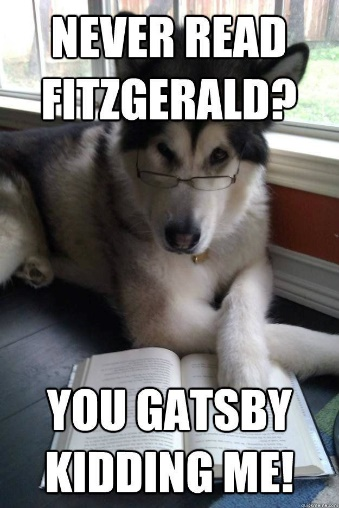 NEVER READ
FITZGERALD?
YOU GATSBY
KIDDING ME!